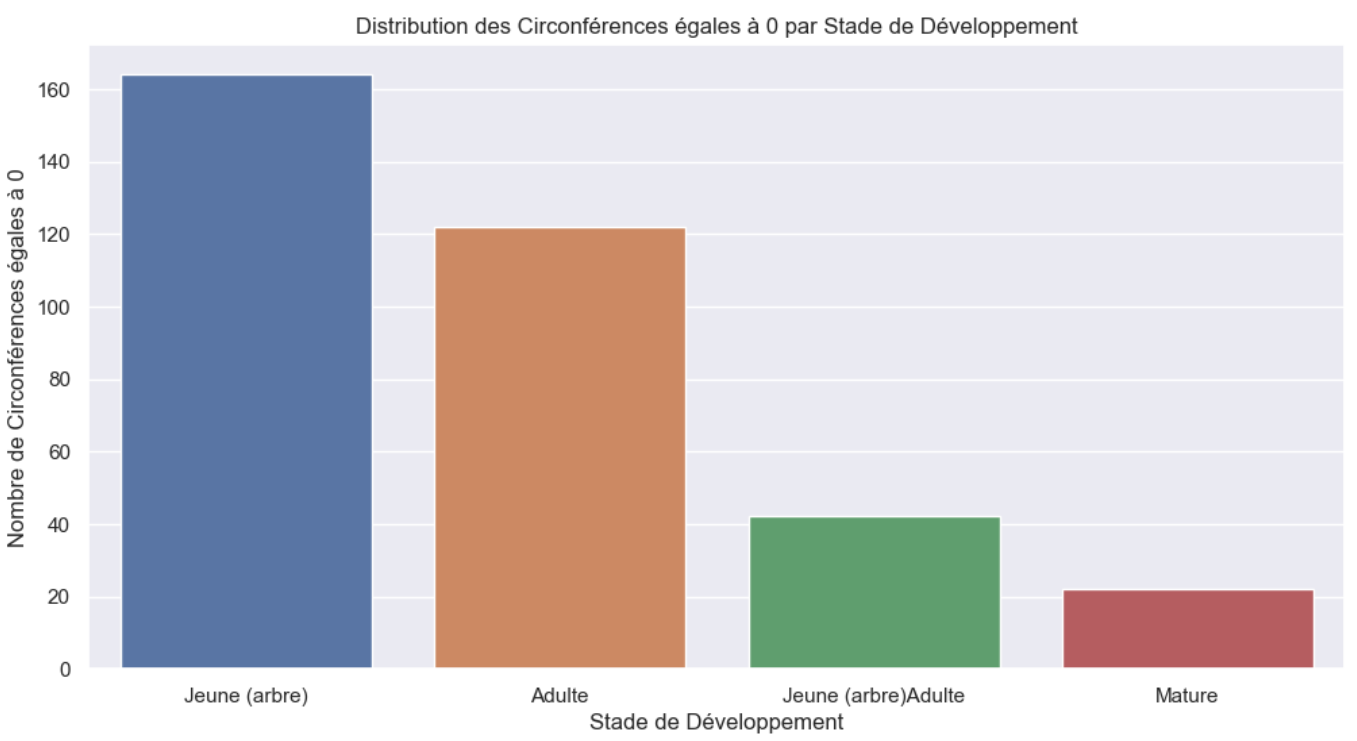 Distribution des Circonférences égales à 0 par Stade de Développement
Nombre de Circonférences égales à 0
160
140
120
100
80
60
40
20
0
Jeune (arbre) Adulte Jeune (arbre)Adulte Mature
Stade de Développement